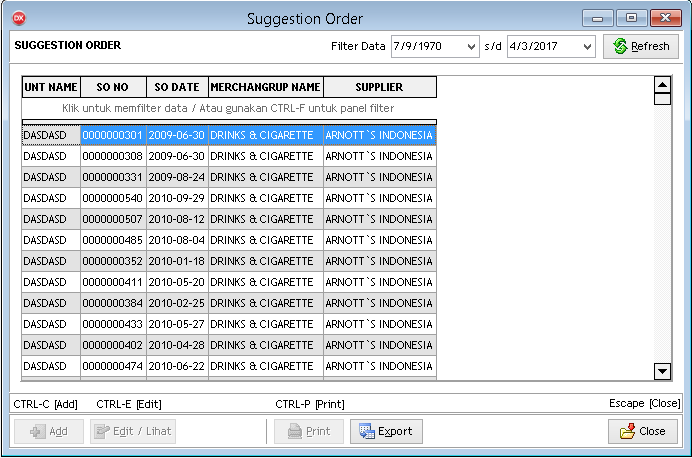 DX Suggestion Order
SUGGESTION ORDER Filter Data 7/9/1970 s/d 4/3/2017 Refresh
UNT NAME SO NO SO DATE MERCHANGRUP NAME SUPPLIER
Klik untuk memfilter data / Atau gunakan CTRL-F untuk panel filter
DASDASD 0000000301 2009-06-30 DRINKS & CIGARETTE ARNOTT`S INDONESIA
DASDASD 0000000308 2009-06-30 DRINKS & CIGARETTE ARNOTT`S INDONESIA
DASDASD 0000000331 2009-08-24 DRINKS & CIGARETTE ARNOTT`S INDONESIA
DASDASD 0000000540 2010-09-29 DRINKS & CIGARETTE ARNOTT`S INDONESIA
DASDASD 0000000507 2010-08-12 DRINKS & CIGARETTE ARNOTT`S INDONESIA
DASDASD 0000000485 2010-08-04 DRINKS & CIGARETTE ARNOTT`S INDONESIA
DASDASD 0000000352 2010-01-18 DRINKS & CIGARETTE ARNOTT`S INDONESIA
DASDASD 0000000411 2010-05-20 DRINKS & CIGARETTE ARNOTT`S INDONESIA
DASDASD 0000000384 2010-02-25 DRINKS & CIGARETTE ARNOTT`S INDONESIA
DASDASD 0000000433 2010-05-27 DRINKS & CIGARETTE ARNOTT`S INDONESIA
DASDASD 0000000402 2010-04-28 DRINKS & CIGARETTE ARNOTT`S INDONESIA
DASDASD 0000000474 2010-06-22 DRINKS & CIGARETTE ARNOTT`S INDONESIA
CTRL-C [Add] CTRL-E [Edit] CTRL-P [Print] Escape [Close]
Add Edit / Lihat Print Export Close